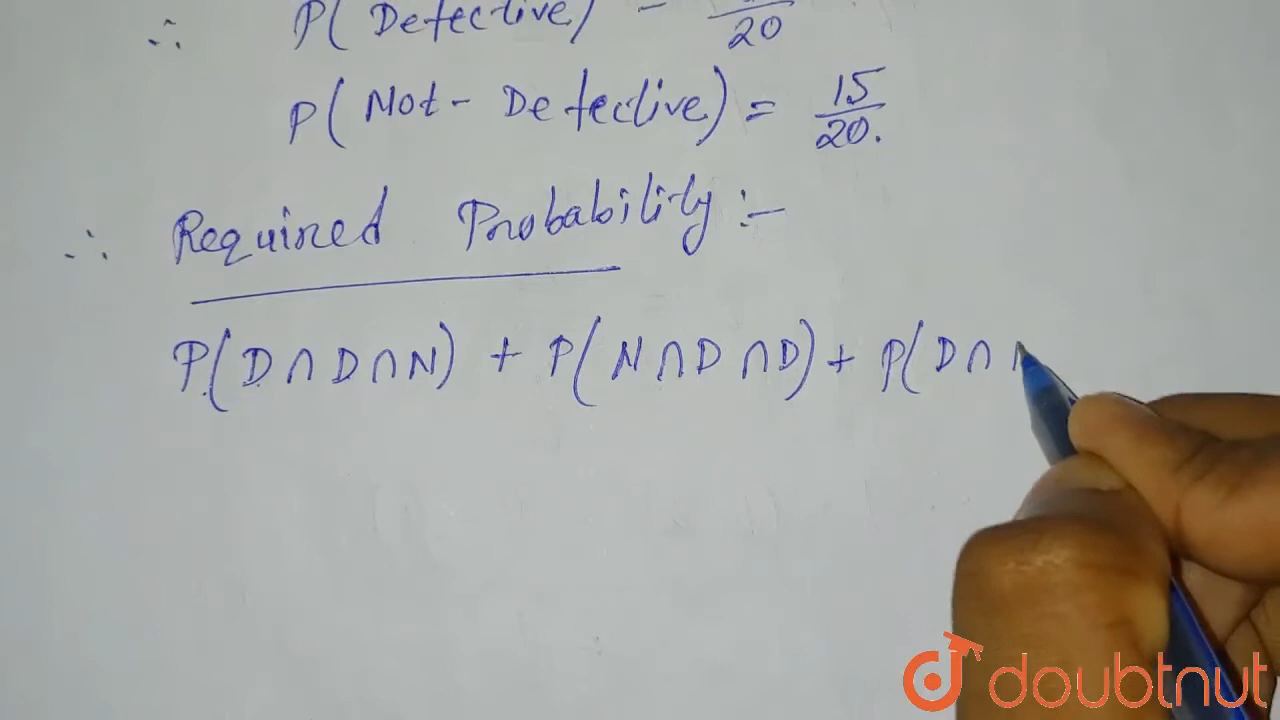 ∴ P(Defective) - /20
P(Not-Defective) = 15/20.
∴ Required Probability :-
P(D∩D∩N) + P(N∩D∩D) + P(D∩
doubtnut